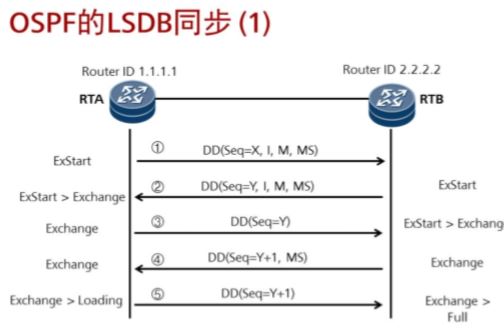 OSPF的LSDB同步 (1)
Router ID 1.1.1.1
Router ID 2.2.2.2
RTA
RTB
① DD(Seq=X, I, M, MS)
ExStart
② DD(Seq=Y, I, M, MS)
ExStart
ExStart > Exchange
③ DD(Seq=Y)
Exchange
ExStart > Exchang
④ DD(Seq=Y+1, MS)
Exchange
Exchange
⑤ DD(Seq=Y+1)
Exchange > Loading
Exchange >
Full